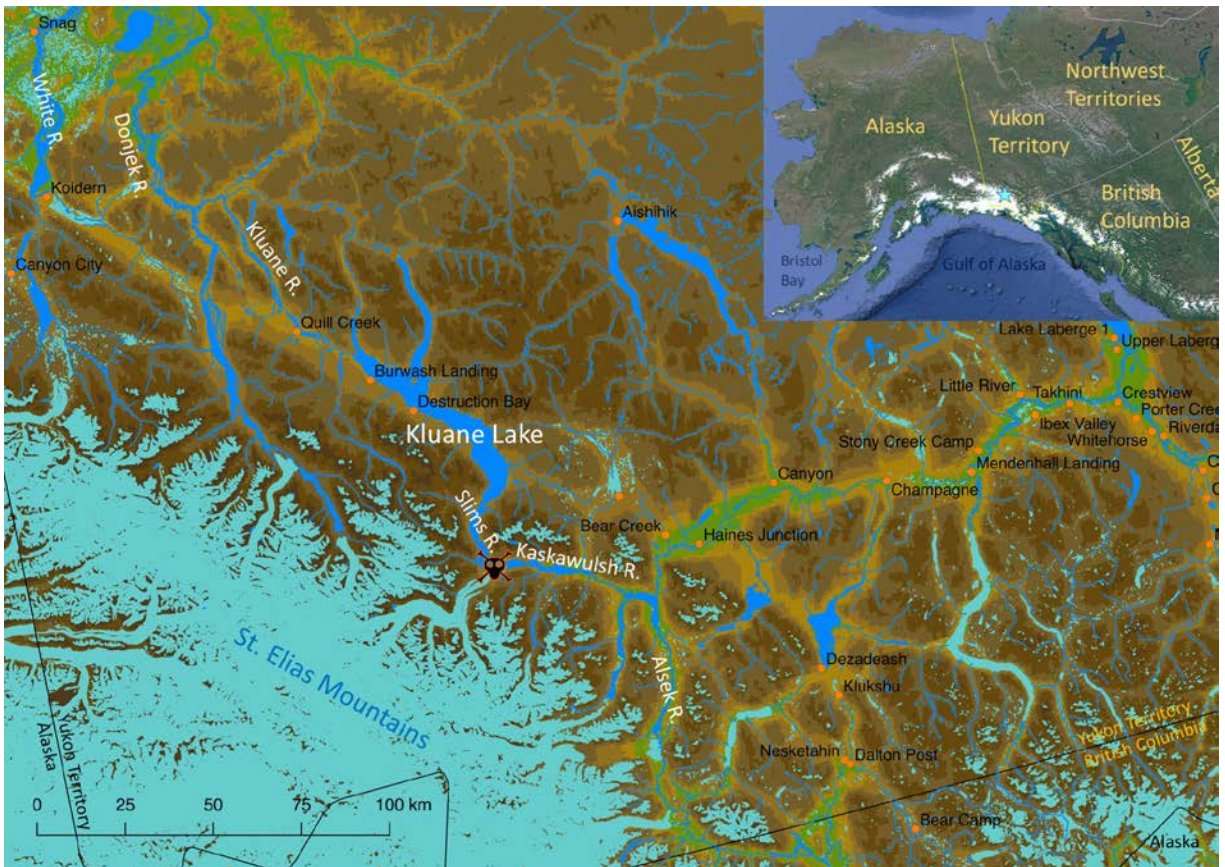 Snag
White R.
Donjek R.
Koidern
Canyon City
Kluane R.
Quill Creek
Burwash Landing
Destruction Bay
Kluane Lake
Aishihik
Slims R.
Kaskawulsh R.
Bear Creek
Haines Junction
Canyon
Champagne
Stony Creek Camp
Mendenhall Landing
Little River
Takhini
Ibex Valley
Whitehorse
Crestview
Porter Cree
Riverda
Lake Laberge 1
Upper Laberg
C
Alsek R.
Dezadeash
Klukshu
Nesketahin
Dalton Post
Bear Camp
St. Elias Mountains
Yukon Territory
Alaska
Yukon Territory
British Columbia
Alaska
0 25 50 75 100 km
Alaska
Yukon
Territory
Northwest
Territories
British
Columbia
Alberta
Bristol
Bay
Gulf of Alaska